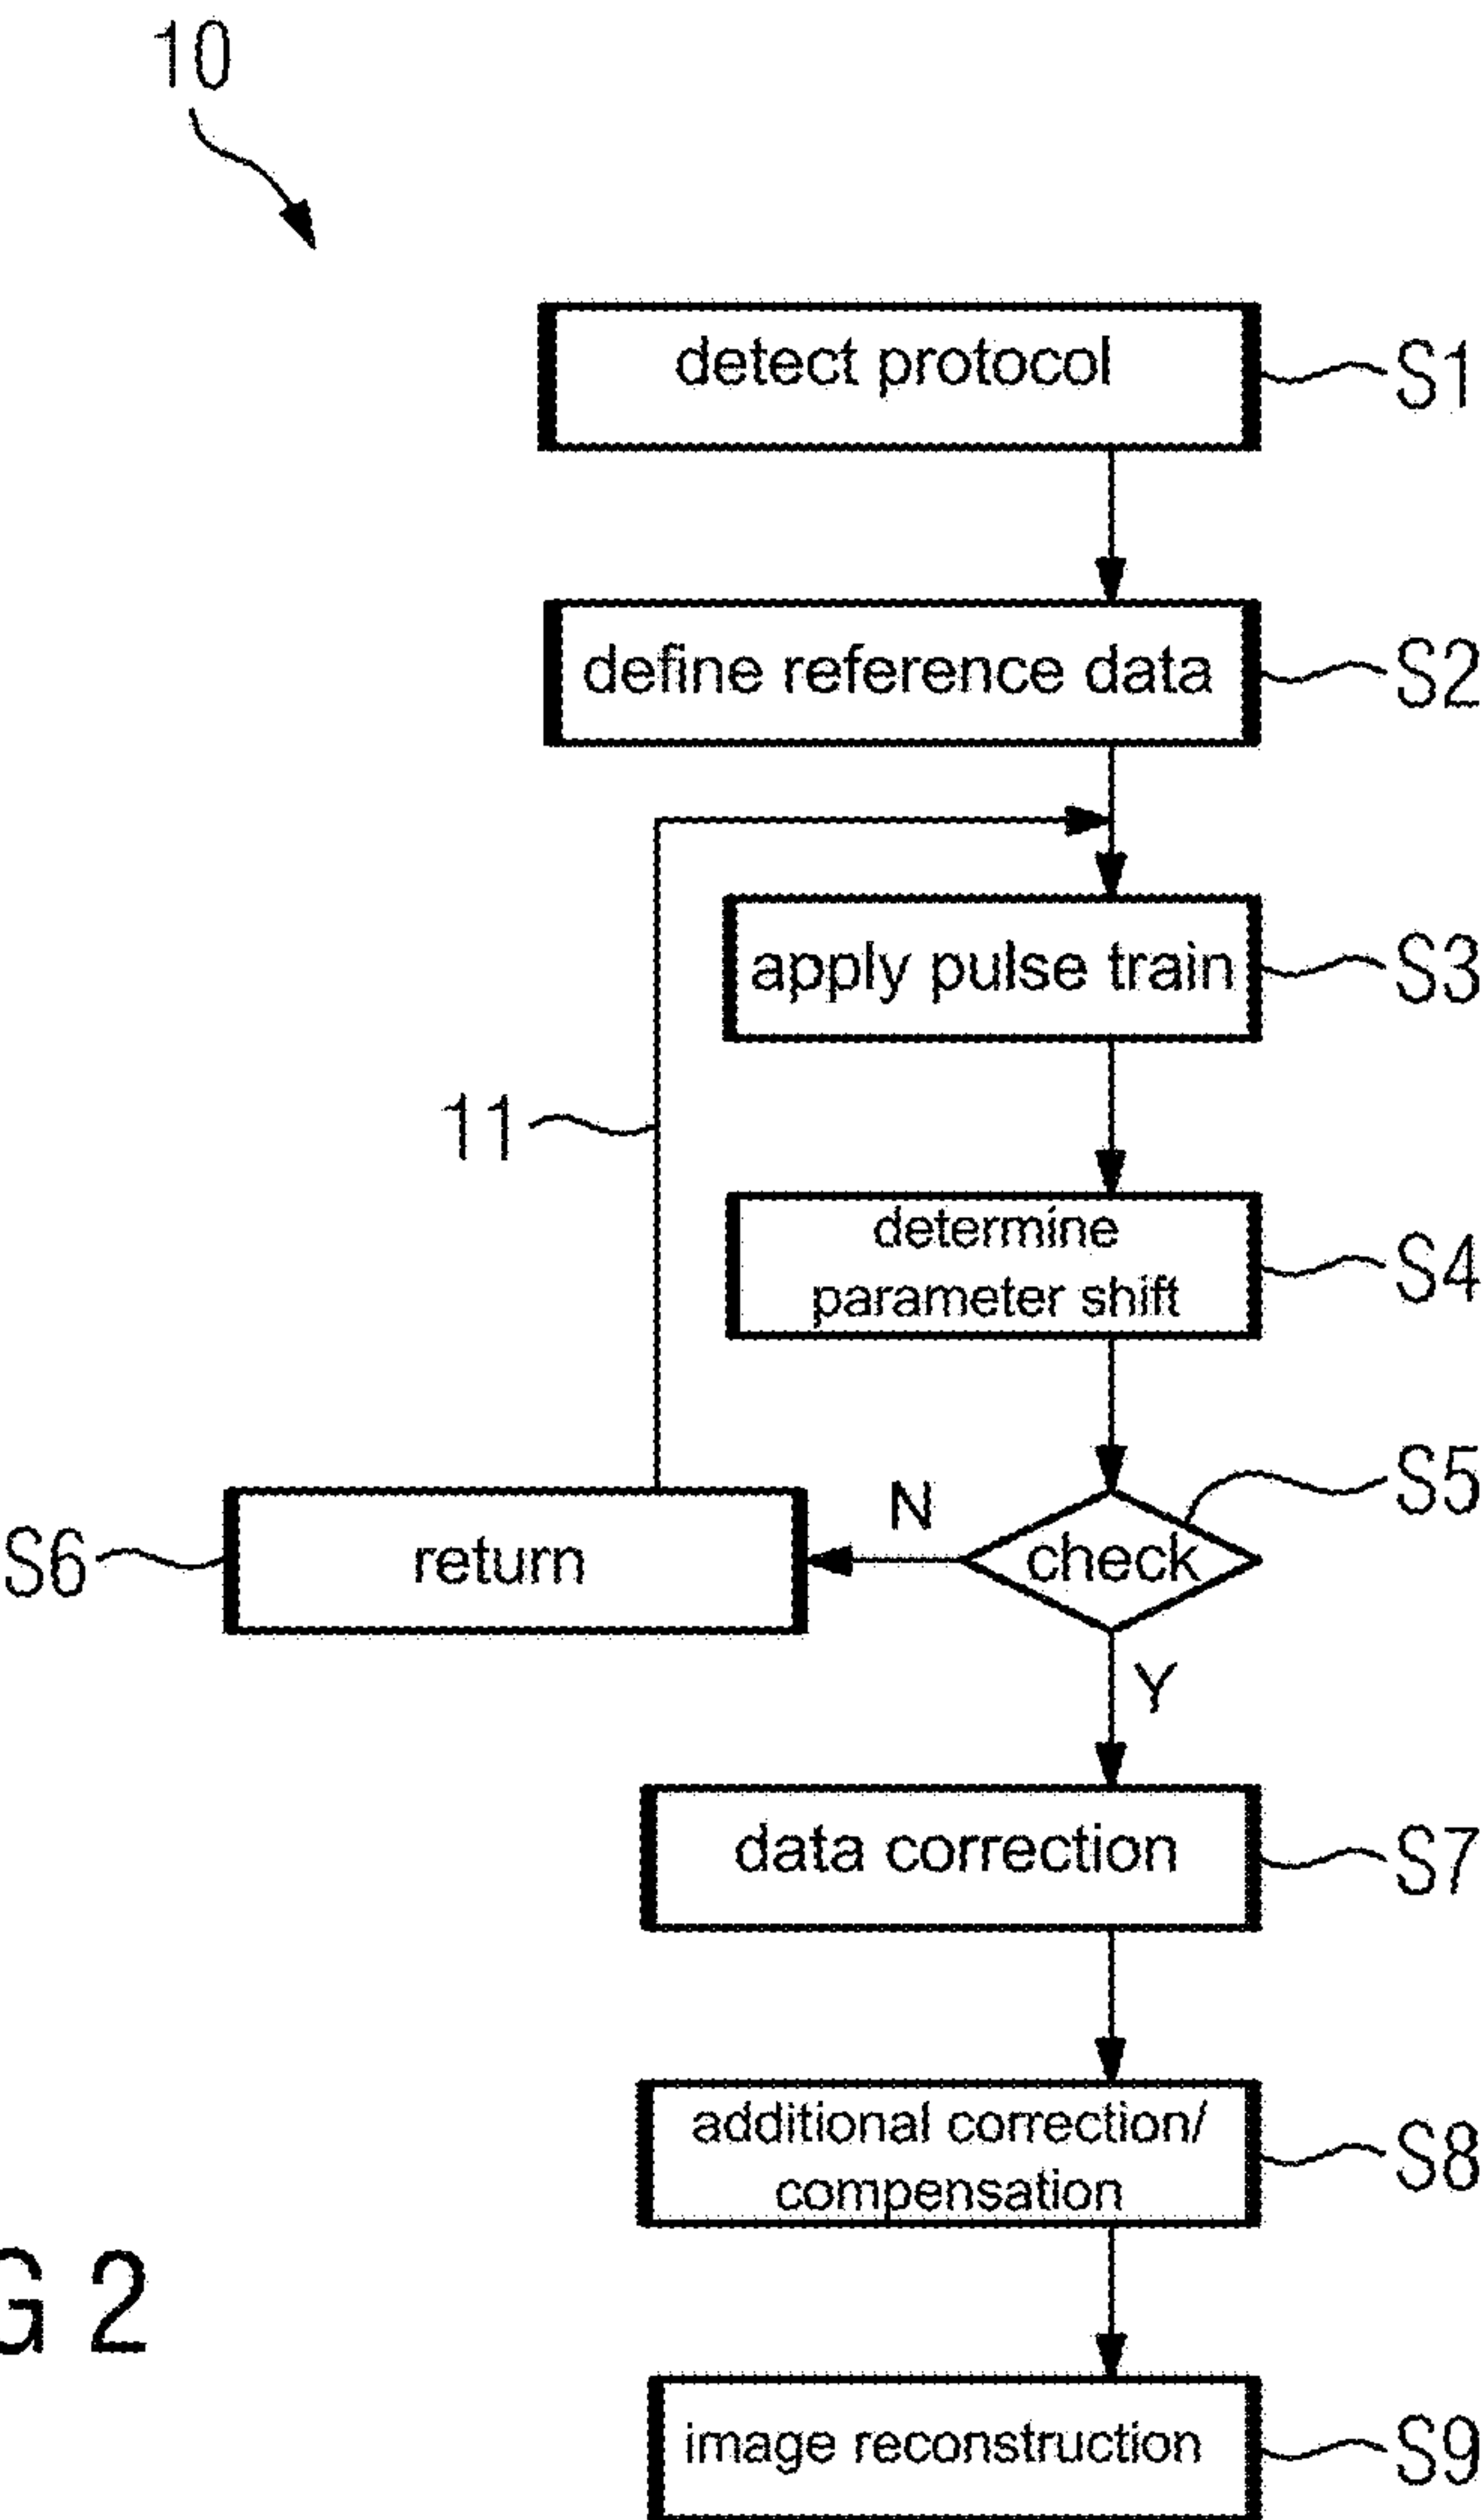 10
detect protocol
S1
define reference data
S2
apply pulse train
S3
11
determine
parameter shift
S4
S5
N
check
return
S6
Y
data correction
S7
additional correction/
compensation
S8
G 2
image reconstruction
S9